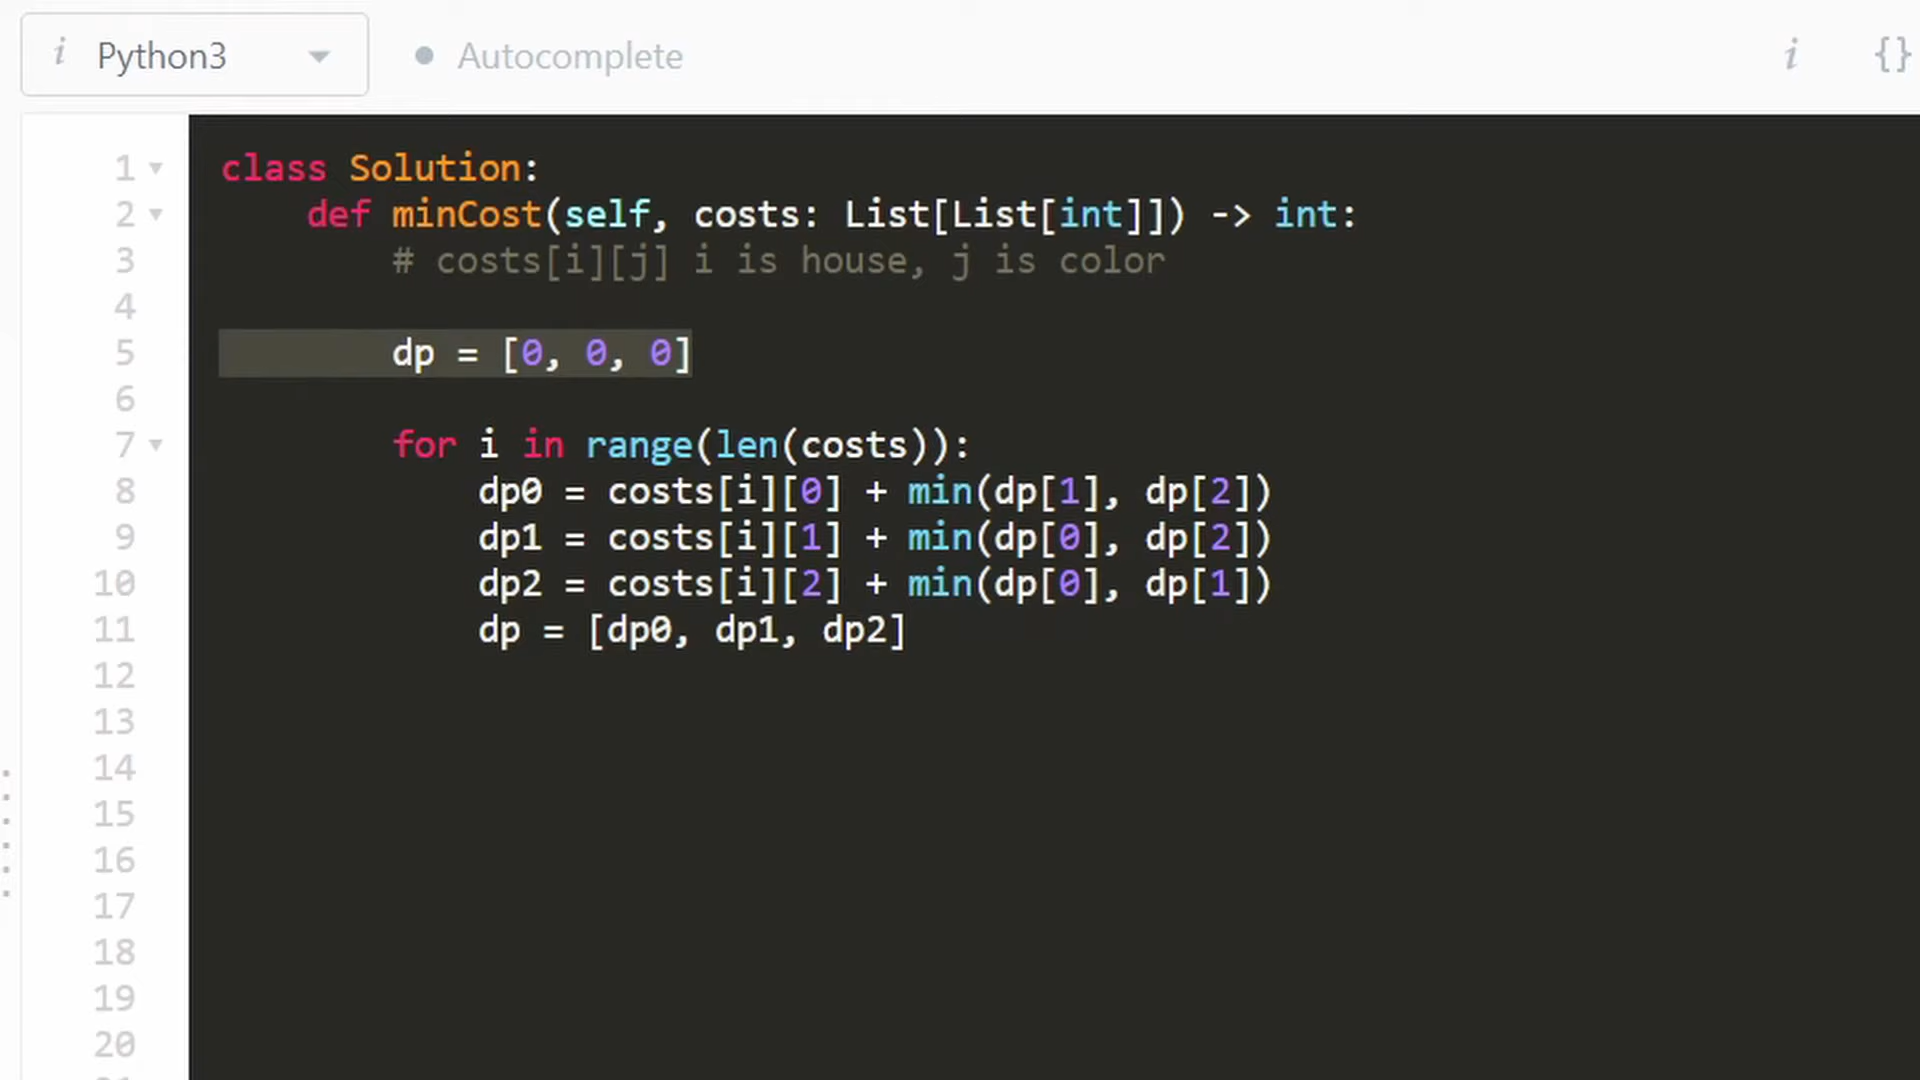 i Python3 Autocomplete i {}
1 class Solution:
2 def minCost(self, costs: List[List[int]]) -> int:
3 # costs[i][j] i is house, j is color
4
5 dp = [0, 0, 0]
6
7 for i in range(len(costs)):
8 dp0 = costs[i][0] + min(dp[1], dp[2])
9 dp1 = costs[i][1] + min(dp[0], dp[2])
10 dp2 = costs[i][2] + min(dp[0], dp[1])
11 dp = [dp0, dp1, dp2]
12
13
14
15
16
17
18
19
20